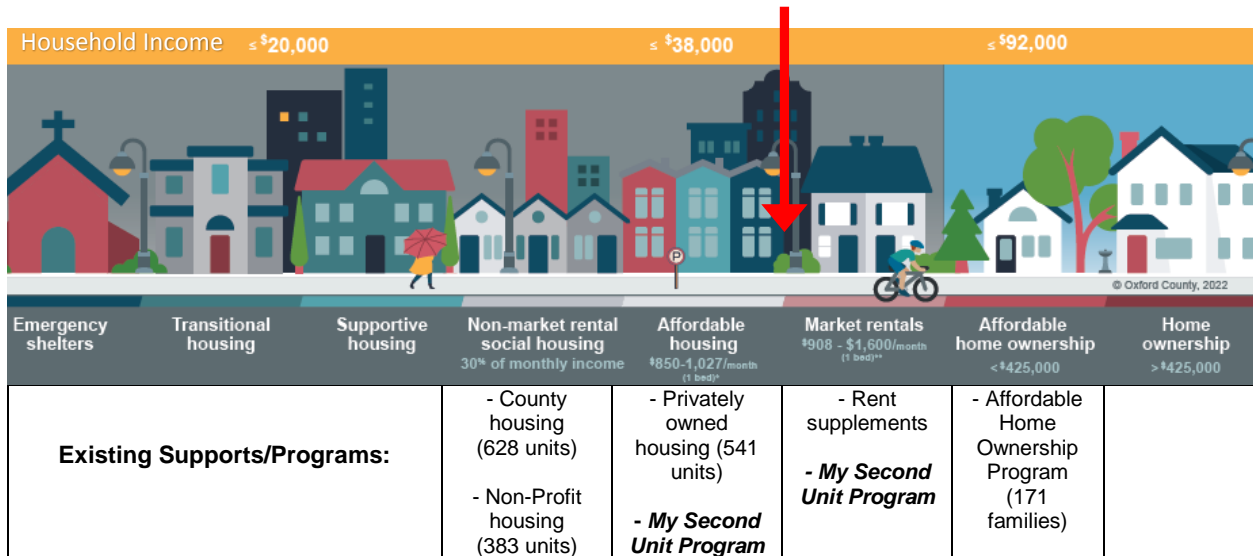 Household Income ≤ $20,000 ≤ $38,000 ≤ $92,000
P
© Oxford County, 2022
Emergency
shelters
Transitional
housing
Supportive
housing
Non-market rental
social housing
30% of monthly income
Affordable
housing
$850-1,027/month
(1 bed)*
Market rentals
$908 - $1,600/month
(1 bed)**
Affordable
home ownership
<$425,000
Home
ownership
>$425,000
Existing Supports/Programs:
- County
housing
(628 units)
- Non-Profit
housing
(383 units)
- Privately
owned
housing (541
units)
- My Second
Unit Program
- Rent
supplements
- My Second
Unit Program
- Affordable
Home
Ownership
Program
(171
families)